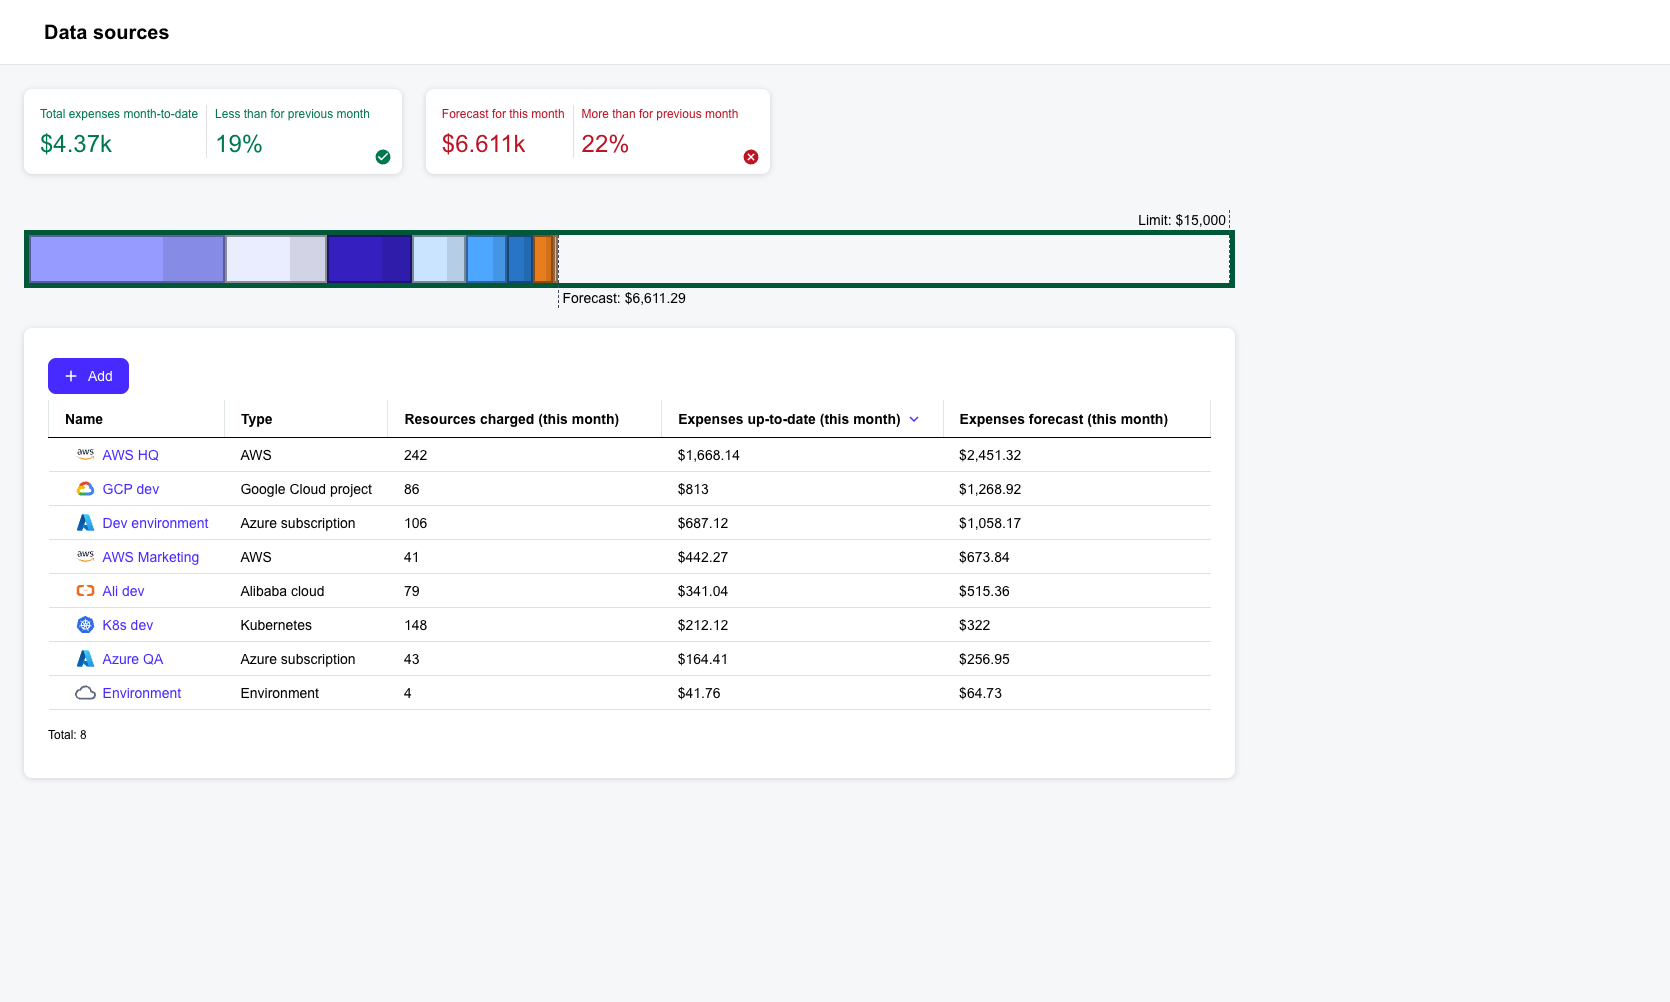 Data sources
Total expenses month-to-date
$4.37k
Less than for previous month
19%
Forecast for this month
$6.611k
More than for previous month
22%
Limit: $15,000
Forecast: $6,611.29
Add
Name Type Resources charged (this month) Expenses up-to-date (this month) Expenses forecast (this month)
aws AWS HQ AWS 242 $1,668.14 $2,451.32
GCP dev Google Cloud project 86 $813 $1,268.92
Dev environment Azure subscription 106 $687.12 $1,058.17
aws AWS Marketing AWS 41 $442.27 $673.84
Ali dev Alibaba cloud 79 $341.04 $515.36
K8s dev Kubernetes 148 $212.12 $322
Azure QA Azure subscription 43 $164.41 $256.95
Environment Environment 4 $41.76 $64.73
Total: 8